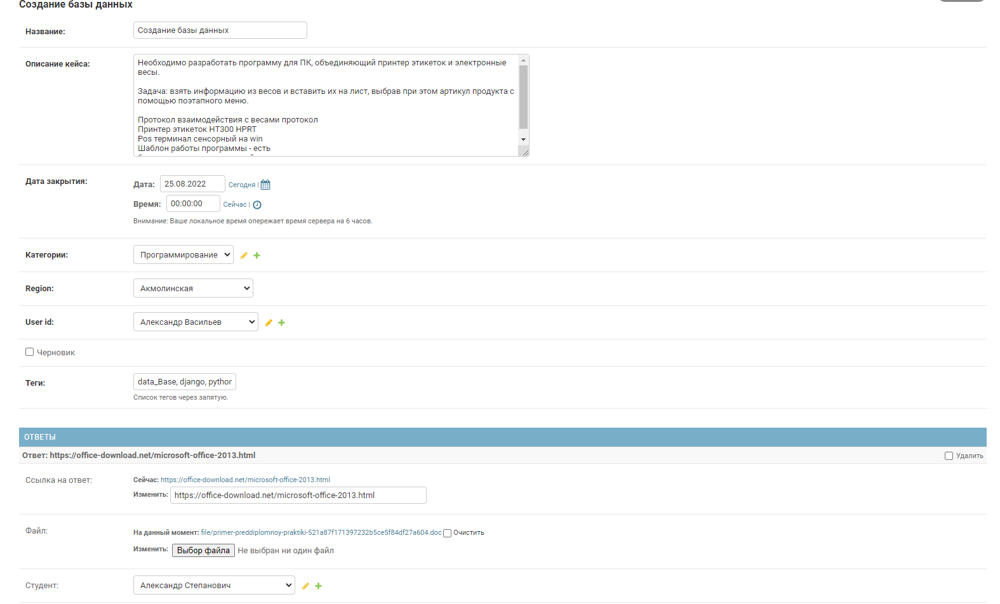 Создание базы данных
Название:
Создание базы данных
Описание кейса:
Необходимо разработать программу для ПК, объединяющий принтер этикеток и электронные
весы.
Задача: взять информацию из весов и вставить их на лист, выбрав при этом артикул продукта с
помощью поэтапного меню.
Протокол взаимодействия с весами протокол
Принтер этикеток HT300 HPRT
Pos терминал сенсорный на win
Шаблон работы программы - есть
Дата закрытия:
Дата: 25.08.2022 Сегодня |
Время: 00:00:00 Сейчас |
Внимание: Ваше локальное время опережает время сервера на 6 часов.
Категории: Программирование
Region: Акмолинская
User id: Александр Васильев
Черновик
Теги: data_Base, django, pythor
Список тегов через запятую.
ОТВЕТЫ
Ответ: https://office-download.net/microsoft-office-2013.html Удалить
Ссылка на ответ: Сейчас: https://office-download.net/microsoft-office-2013.html
Изменить: https://office-download.net/microsoft-office-2013.html
Файл: На данный момент: file/primer-preddiplomnoy-praktiki-521a87f171397232b5ce5f84df27a604.doc Очистить
Изменить: Выбор файла Не выбран ни один файл
Студент: Александр Степанович